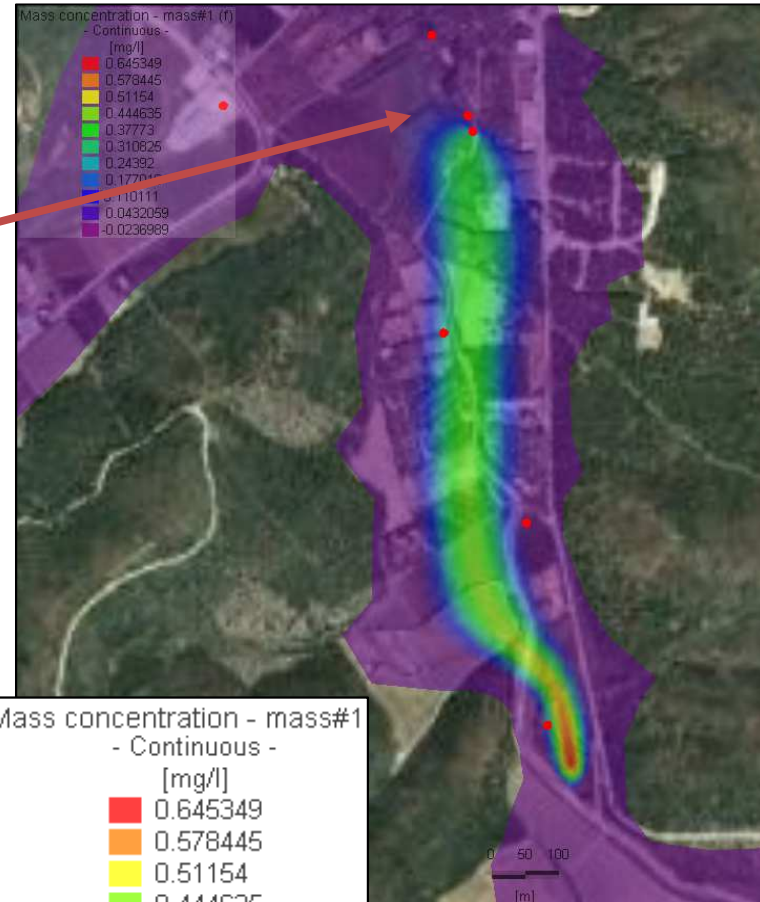 Mass concentration - mass#1 (f)
- Continuous -
[mg/l]
0.645349
0.578445
0.51154
0.444635
0.37773
0.310825
0.24392
0.110111
0.0432059
-0.0236989
Mass concentration - mass#1
- Continuous -
[mg/l]
0.645349
0.578445
0.51154
0.444635
0 50 100
[m]